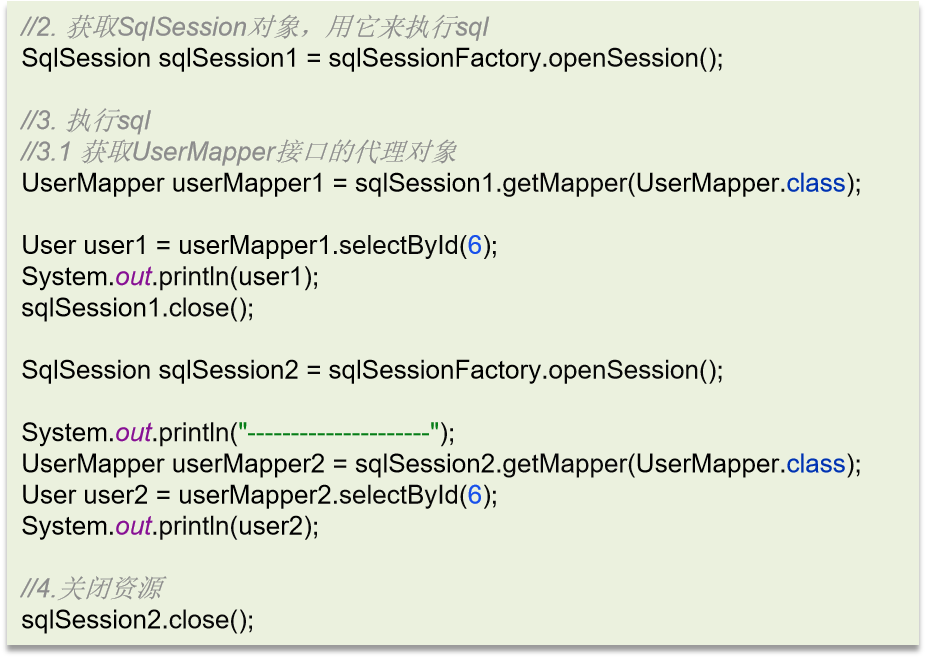 //2. 获取SqlSession对象，用它来执行sql
SqlSession sqlSession1 = sqlSessionFactory.openSession();
//3. 执行sql
//3.1 获取UserMapper接口的代理对象
UserMapper userMapper1 = sqlSession1.getMapper(UserMapper.class);
User user1 = userMapper1.selectById(6);
System.out.println(user1);
sqlSession1.close();
SqlSession sqlSession2 = sqlSessionFactory.openSession();
System.out.println("---------------------");
UserMapper userMapper2 = sqlSession2.getMapper(UserMapper.class);
User user2 = userMapper2.selectById(6);
System.out.println(user2);
//4.关闭资源
sqlSession2.close();